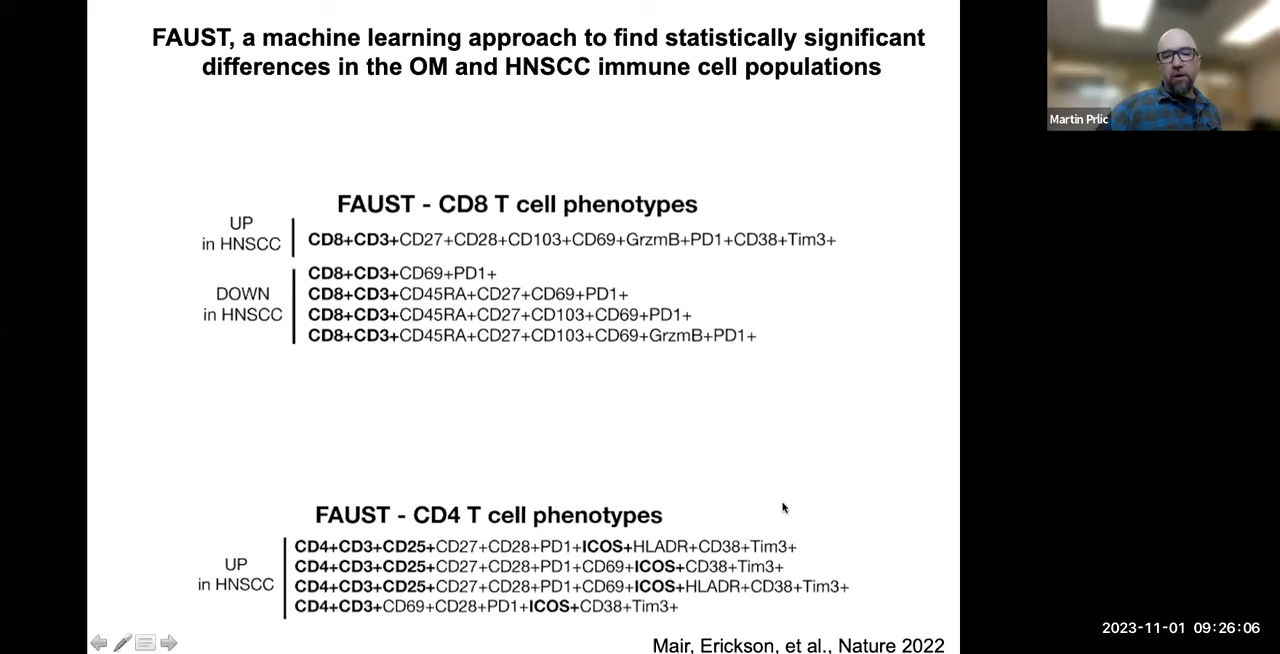 FAUST, a machine learning approach to find statistically significant
differences in the OM and HNSCC immune cell populations
Martin Prlic
FAUST - CD8 T cell phenotypes
UP
in HNSCC
CD8+CD3+CD27+CD28+CD103+CD69+GrzmB+PD1+CD38+Tim3+
DOWN
in HNSCC
CD8+CD3+CD69+PD1+
CD8+CD3+CD45RA+CD27+CD69+PD1+
CD8+CD3+CD45RA+CD27+CD103+CD69+PD1+
CD8+CD3+CD45RA+CD27+CD103+CD69+GrzmB+PD1+
FAUST - CD4 T cell phenotypes
UP
in HNSCC
CD4+CD3+CD25+CD27+CD28+PD1+ICOS+HLADR+CD38+Tim3+
CD4+CD3+CD25+CD27+CD28+PD1+CD69+ICOS+CD38+Tim3+
CD4+CD3+CD25+CD27+CD28+PD1+CD69+ICOS+HLADR+CD38+Tim3+
CD4+CD3+CD69+CD28+PD1+ICOS+CD38+Tim3+
Mair, Erickson, et al., Nature 2022
2023-11-01 09:26:06